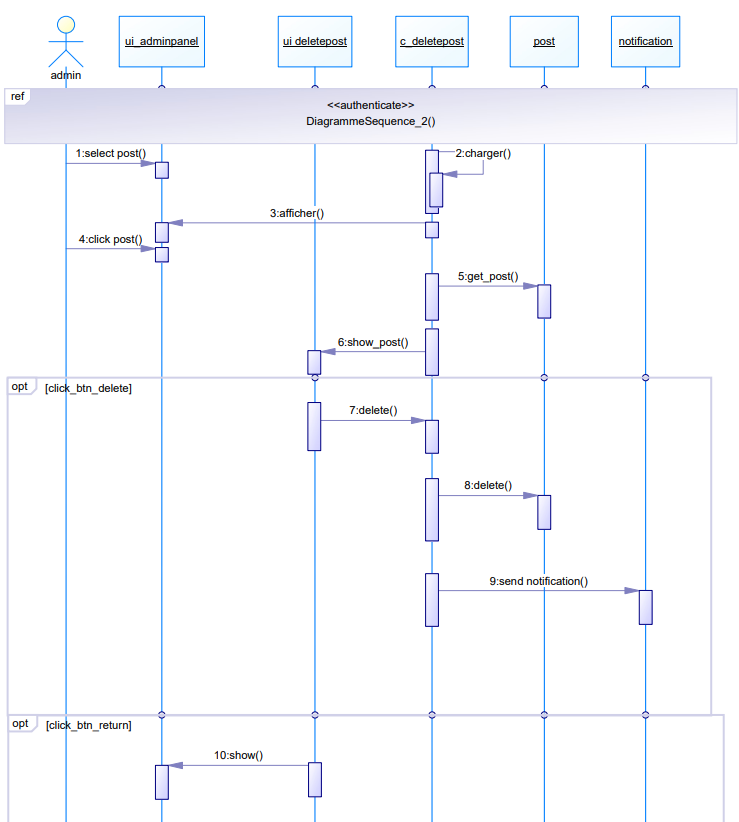 admin
ui_adminpanel
ui deletepost
c_deletepost
post
notification
ref
<<authenticate>>
DiagrammeSequence_2()
1:select post()
2:charger()
3:afficher()
4:click post()
5:get_post()
6:show_post()
opt
[click_btn_delete]
7:delete()
8:delete()
9:send notification()
opt
[click_btn_return]
10:show()